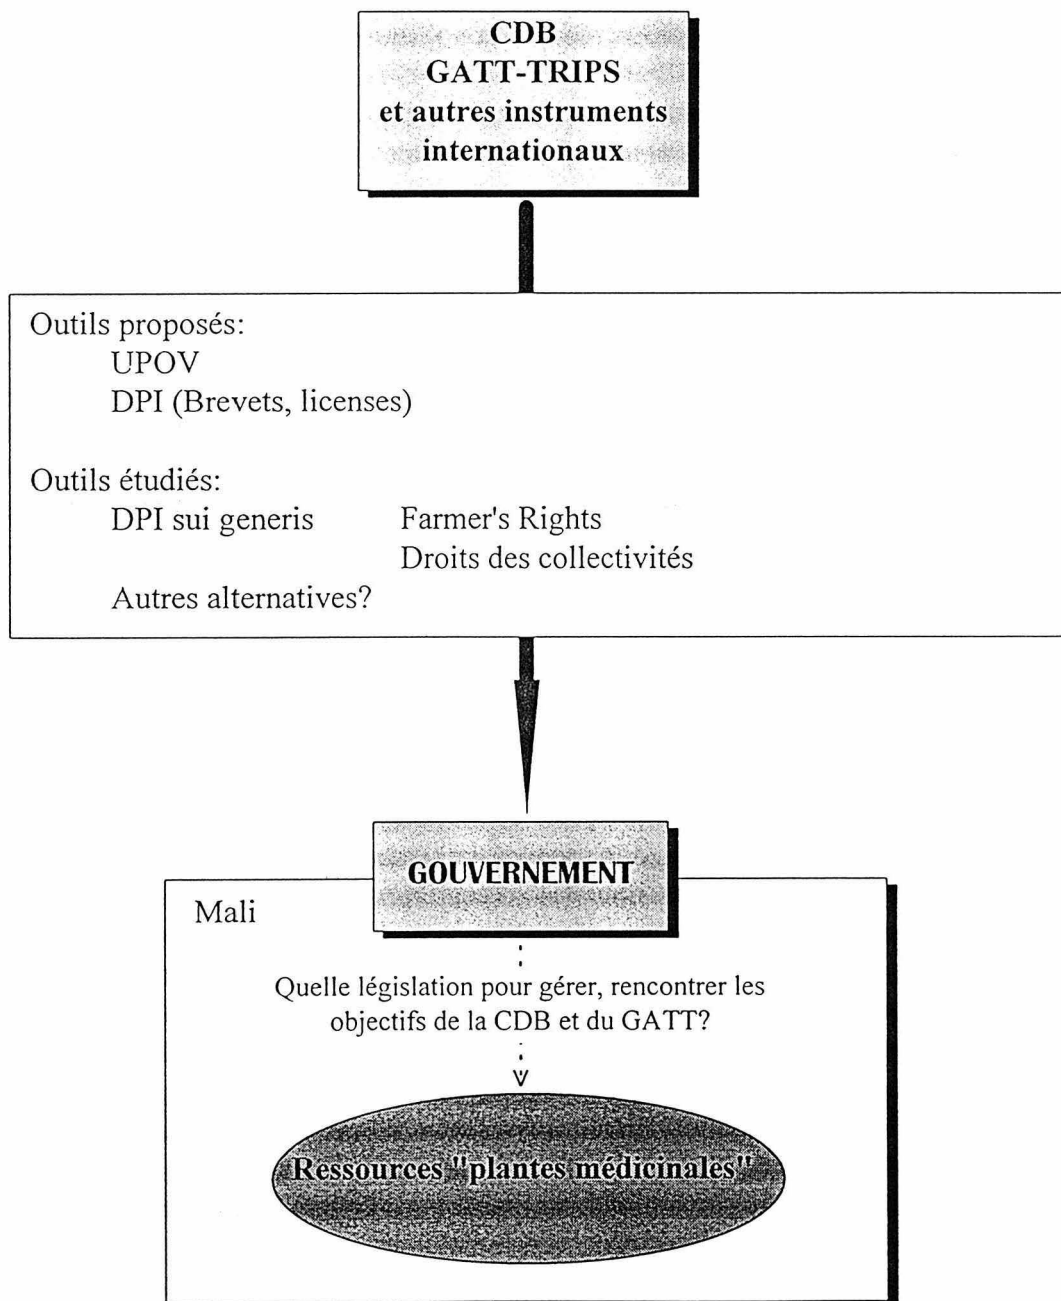 CDB
GATT-TRIPS
et autres instruments
internationaux
Outils proposés:
UPOV
DPI (Brevets, licenses)
Outils étudiés:
DPI sui generis Farmer's Rights
Droits des collectivités
Autres alternatives?
GOUVERNEMENT
Mali
Quelle législation pour gérer, rencontrer les
objectifs de la CDB et du GATT?
Ressources "plantes médicinales"